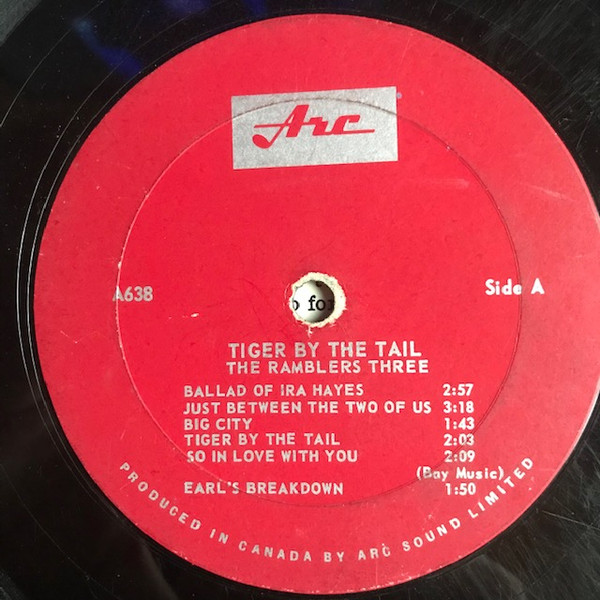 Arc
A638
Side A
TIGER BY THE TAIL
THE RAMBLERS THREE
BALLAD OF IRA HAYES 2:57
JUST BETWEEN THE TWO OF US 3:18
BIG CITY 1:43
TIGER BY THE TAIL 2:03
SO IN LOVE WITH YOU 2:09
(Bay Music)
EARL'S BREAKDOWN 1:50
PRODUCED IN CANADA BY ARC SOUND LIMITED